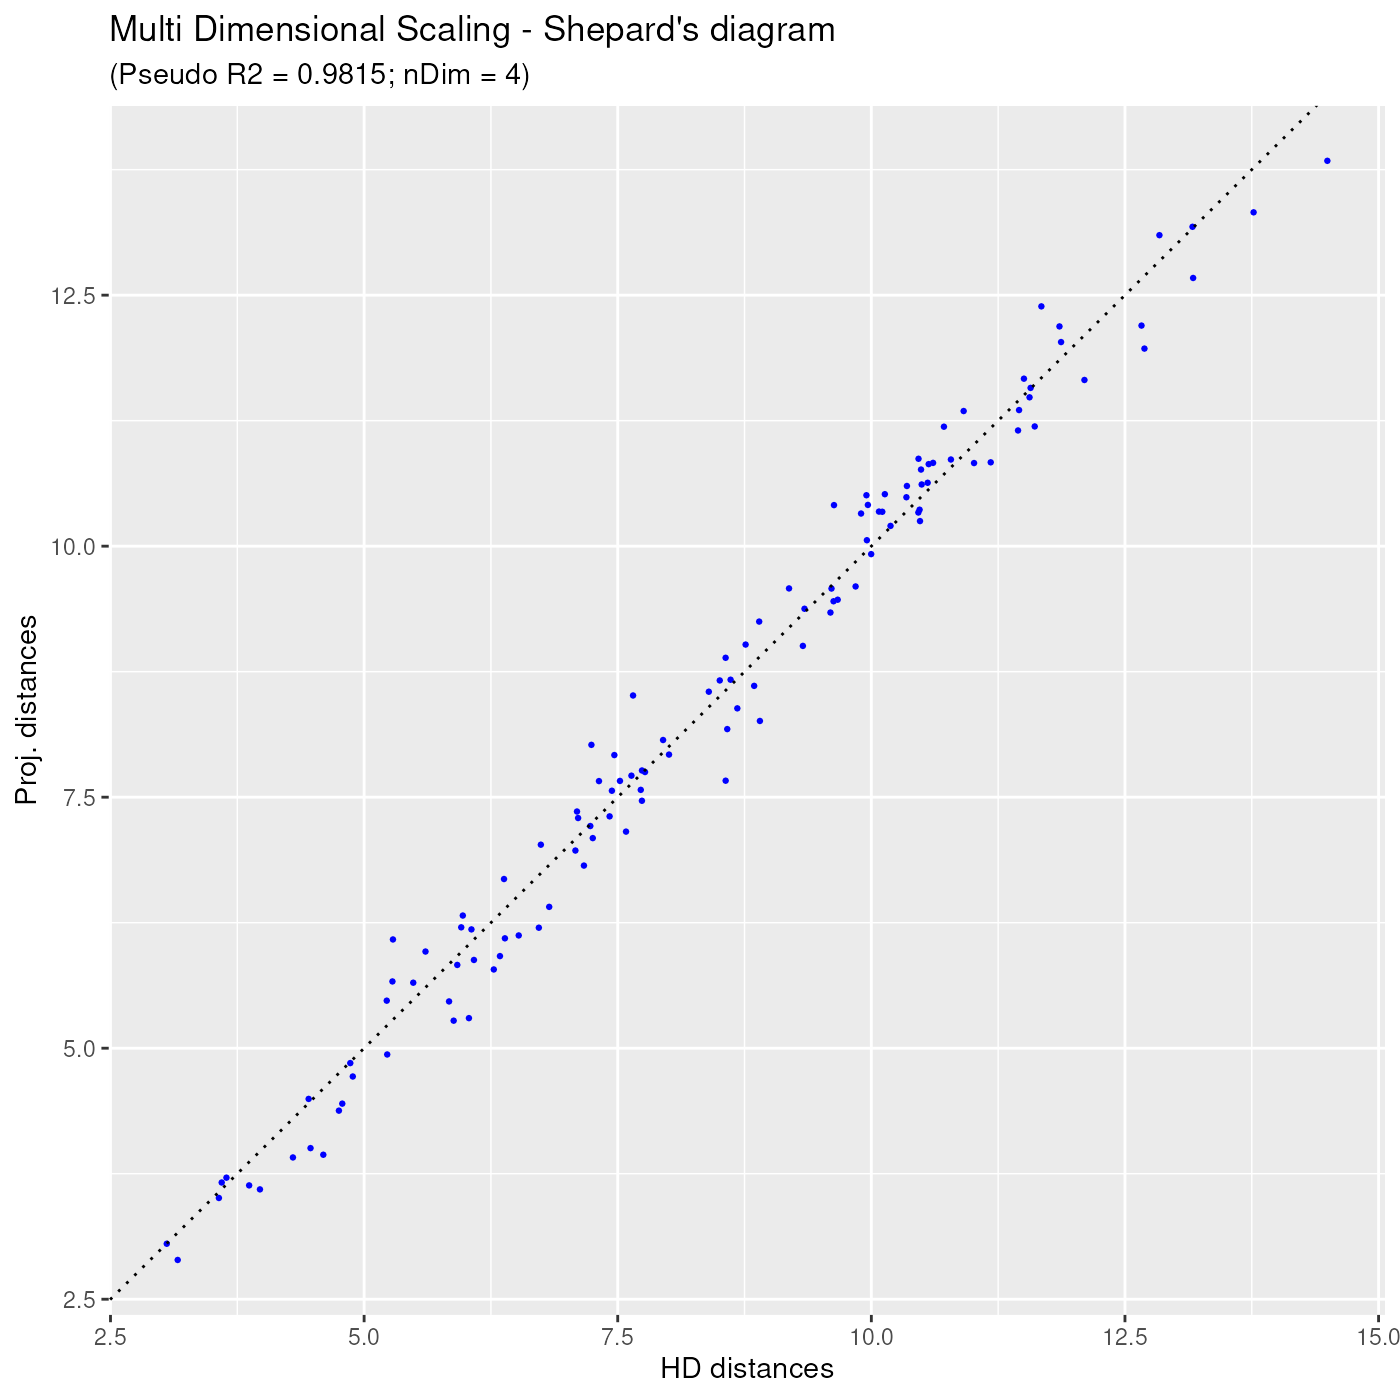 Multi Dimensional Scaling - Shepard's diagram
(Pseudo R2 = 0.9815; nDim = 4)
Proj. distances
12.5
10.0
7.5
5.0
2.5
2.5 5.0 7.5 10.0 12.5 15.0
HD distances